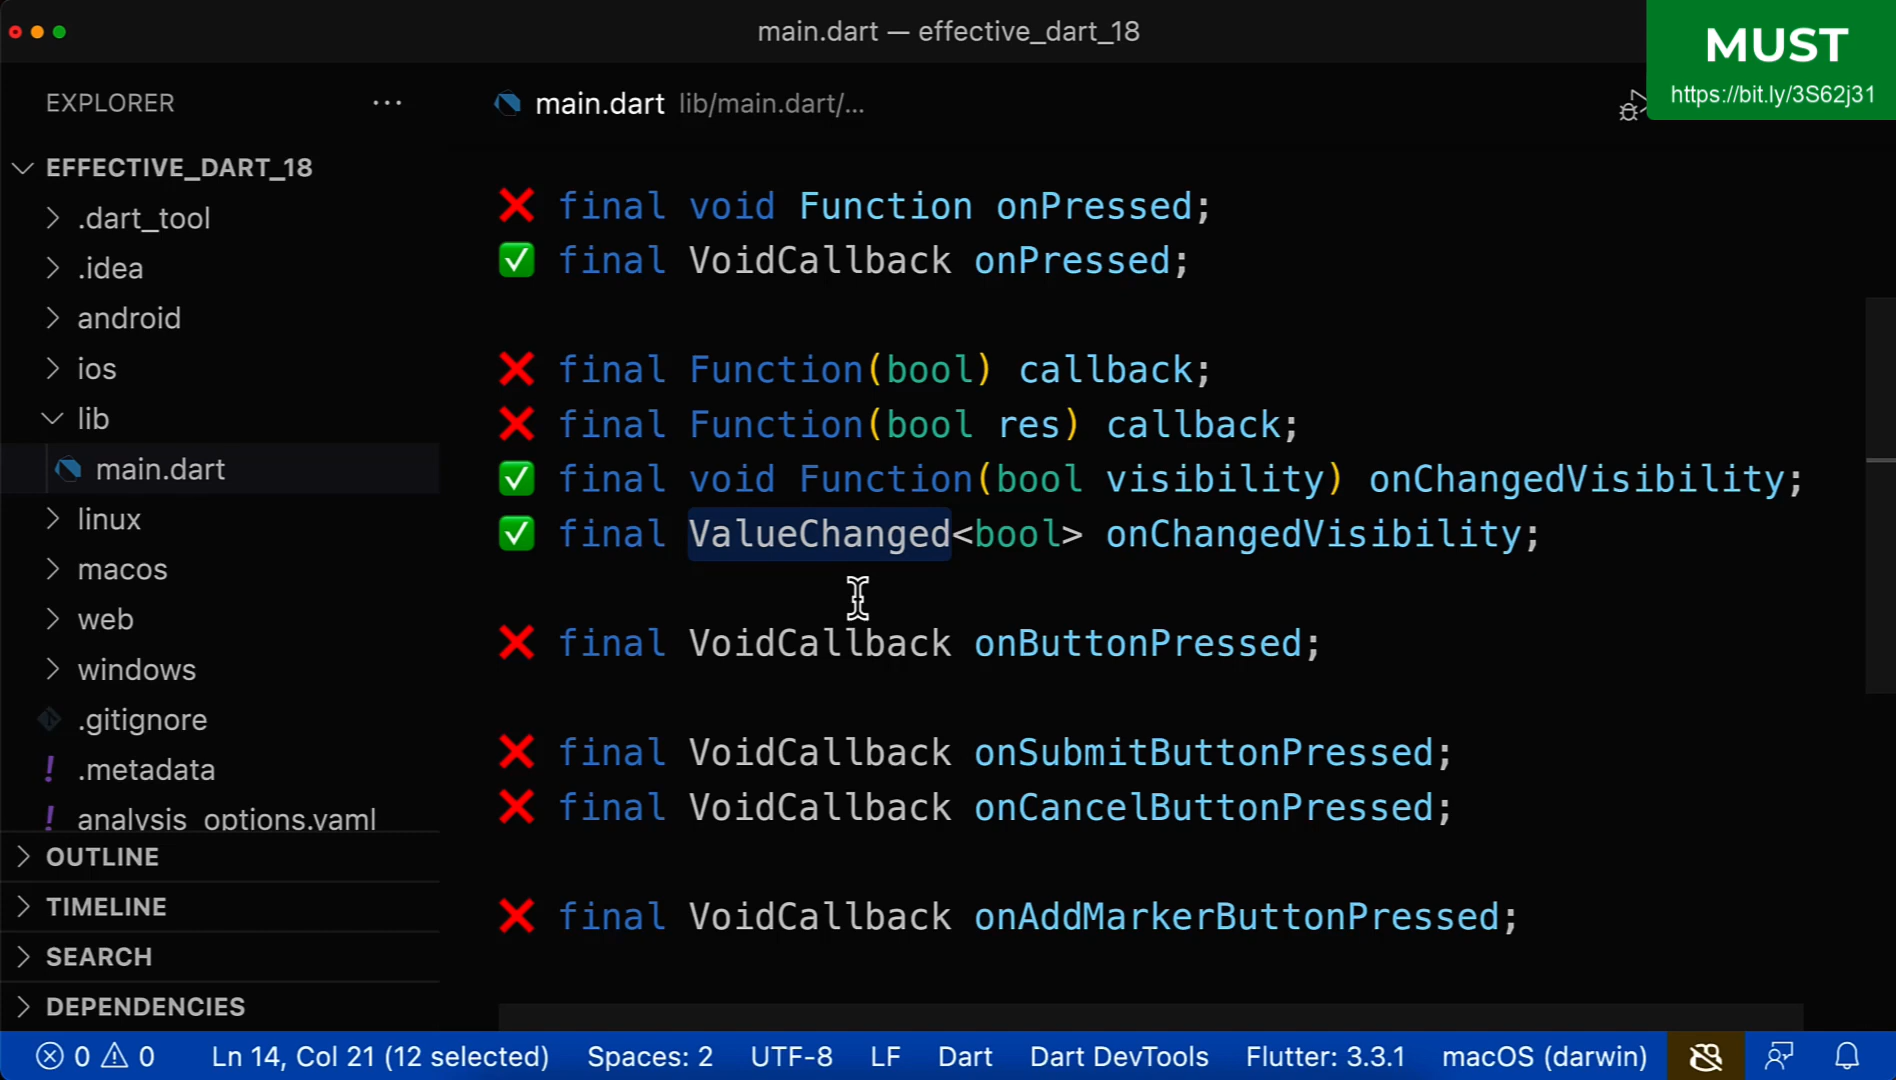 main.dart — effective_dart_18
MUST
https://bit.ly/3S62j31
EXPLORER
main.dart lib/main.dart/...
EFFECTIVE_DART_18
.dart_tool
.idea
android
ios
lib
main.dart
linux
macos
web
windows
.gitignore
.metadata
analysis_options.yaml
OUTLINE
TIMELINE
SEARCH
DEPENDENCIES
❌ final void Function onPressed;
✅ final VoidCallback onPressed;
❌ final Function(bool) callback;
❌ final Function(bool res) callback;
✅ final void Function(bool visibility) onChangedVisibility;
✅ final ValueChanged<bool> onChangedVisibility;
❌ final VoidCallback onButtonPressed;
❌ final VoidCallback onSubmitButtonPressed;
❌ final VoidCallback onCancelButtonPressed;
❌ final VoidCallback onAddMarkerButtonPressed;
0 0 Ln 14, Col 21 (12 selected) Spaces: 2 UTF-8 LF Dart Dart DevTools Flutter: 3.3.1 macOS (darwin)